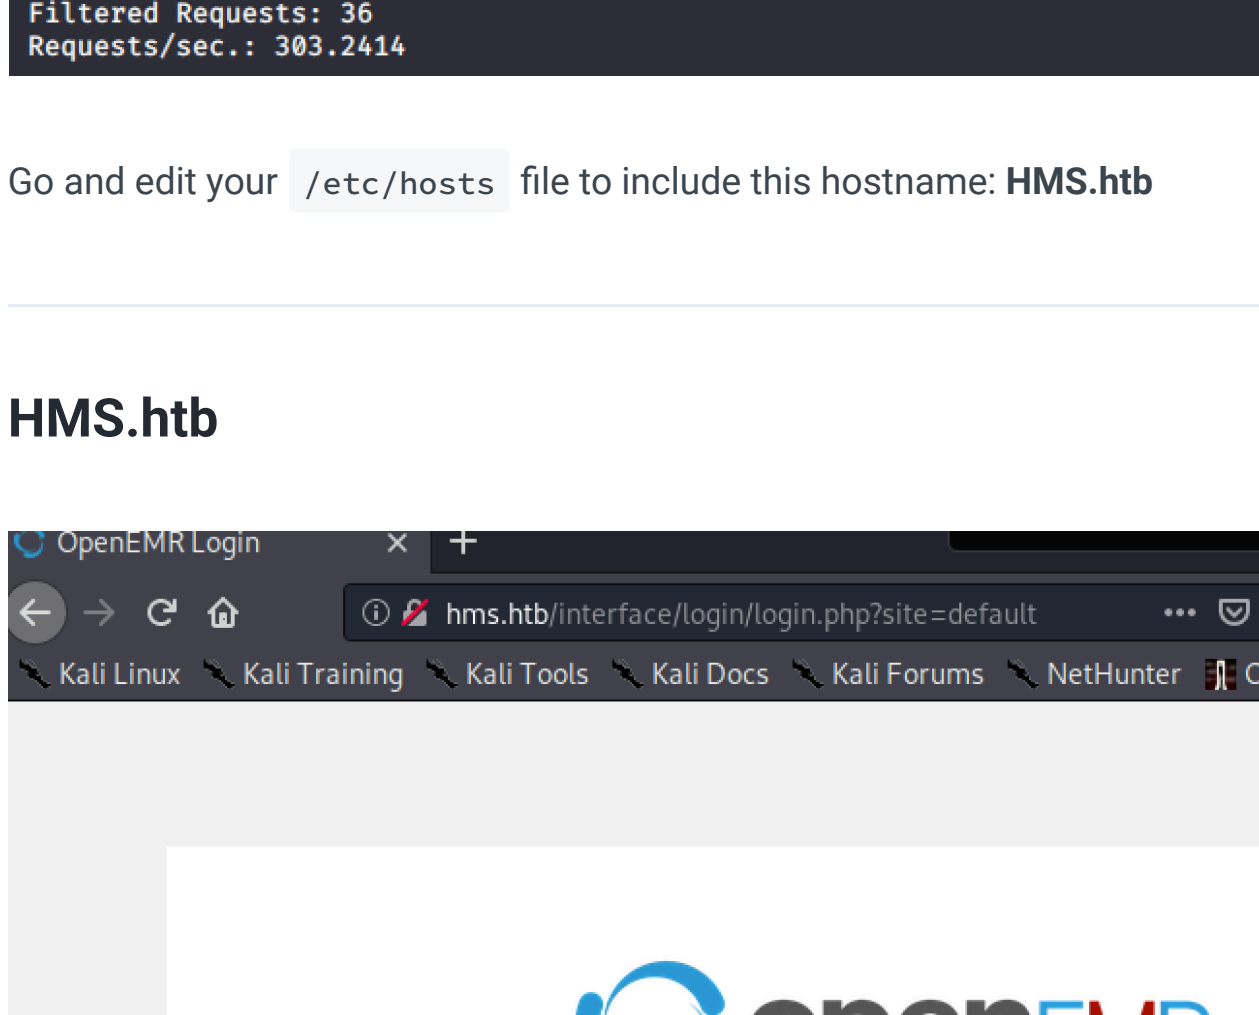 Filtered Requests: 36
Requests/sec.: 303.2414
Go and edit your /etc/hosts file to include this hostname: HMS.htb
HMS.htb
OpenEMR Login
hms.htb/interface/login/login.php?site=default
Kali Linux Kali Training Kali Tools Kali Docs Kali Forums NetHunter
openEMR